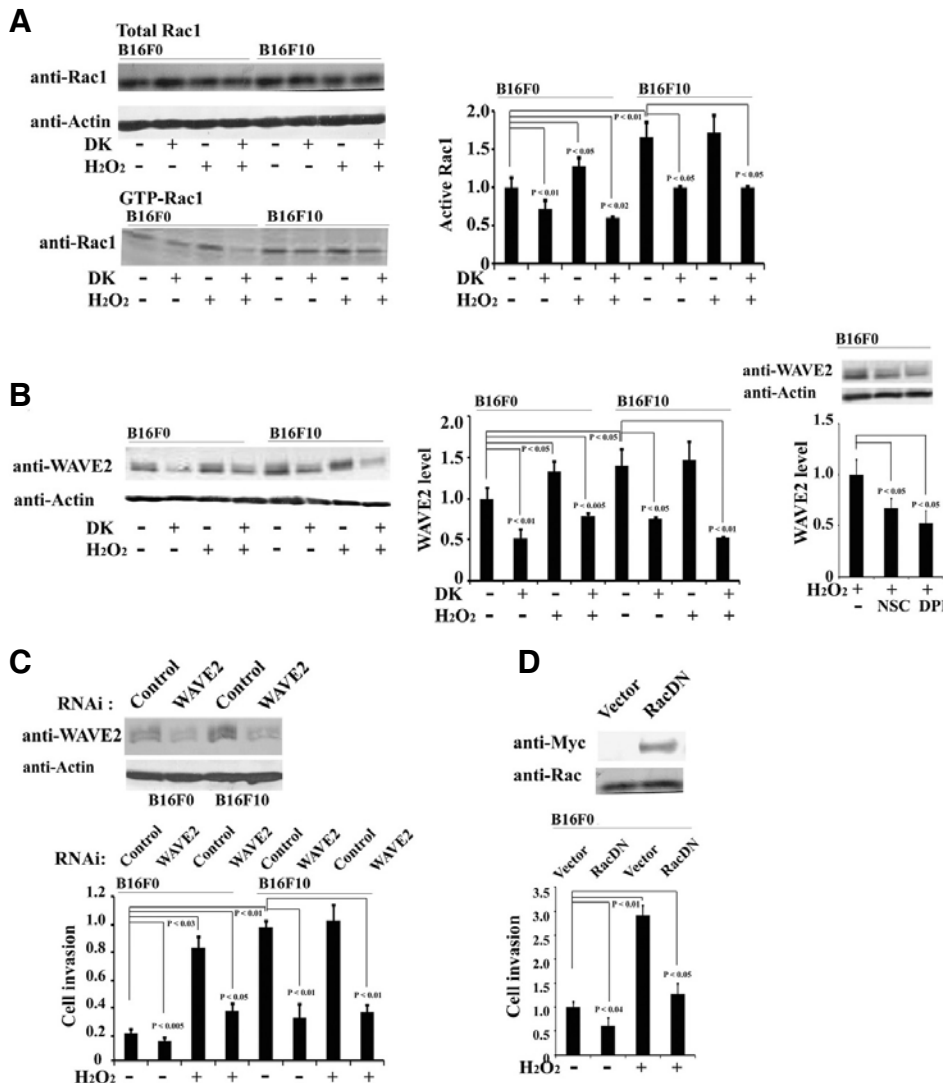 A
Total Rac1
B16F0 B16F10
anti-Rac1
anti-Actin
DK - + - + - + - +
H2O2 - - + + - - + +
GTP-Rac1
B16F0 B16F10
anti-Rac1
DK - + - + - + - +
H2O2 - - + + - - + +
B16F0 B16F10
Active Rac1
2.0
1.5
1.0
0.5
0
P < 0.01
P < 0.05
P < 0.01
P < 0.02
P < 0.05
P < 0.05
DK - + - + - + - +
H2O2 - - + + - - + +
B
B16F0 B16F10
anti-WAVE2
anti-Actin
DK - + - + - + - +
H2O2 - - + + - - + +
B16F0 B16F10
WAVE2 level
2.0
1.5
1.0
0.5
0
P < 0.05
P < 0.05
P < 0.01
P < 0.005
P < 0.05
P < 0.01
DK - + - + - + - +
H2O2 - - + + - - + +
B16F0
anti-WAVE2
anti-Actin
WAVE2 level
1.5
1.0
0.5
0
P < 0.05
P < 0.05
H2O2 + + +
- NSC DPI
C
RNAi : Control WAVE2 Control WAVE2
anti-WAVE2
anti-Actin
B16F0 B16F10
RNAi: Control WAVE2 Control WAVE2 Control WAVE2 Control WAVE2
B16F0 B16F10
Cell invasion
1.2
1.0
0.8
0.6
0.4
0.2
0
P < 0.03
P < 0.01
P < 0.005
P < 0.05
P < 0.01
P < 0.01
H2O2 - - + + - - + +
D
Vector RacDN
anti-Myc
anti-Rac
B16F0
Vector RacDN Vector RacDN
Cell invasion
3.5
3.0
2.5
2.0
1.5
1.0
0.5
0
P < 0.01
P < 0.04
P < 0.05
H2O2 - - + +